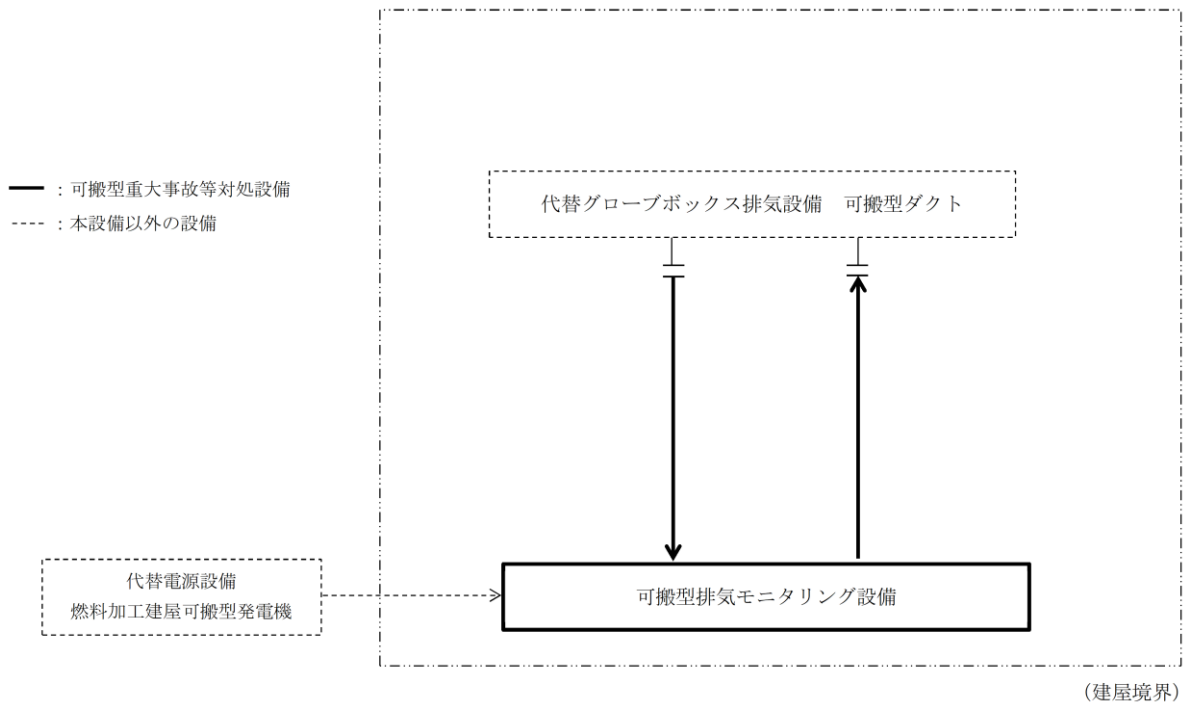 ：可搬型重大事故等対処設備
：本設備以外の設備
代替グローブボックス排気設備　可搬型ダクト
代替電源設備
燃料加工建屋可搬型発電機
可搬型排気モニタリング設備
（建屋境界）